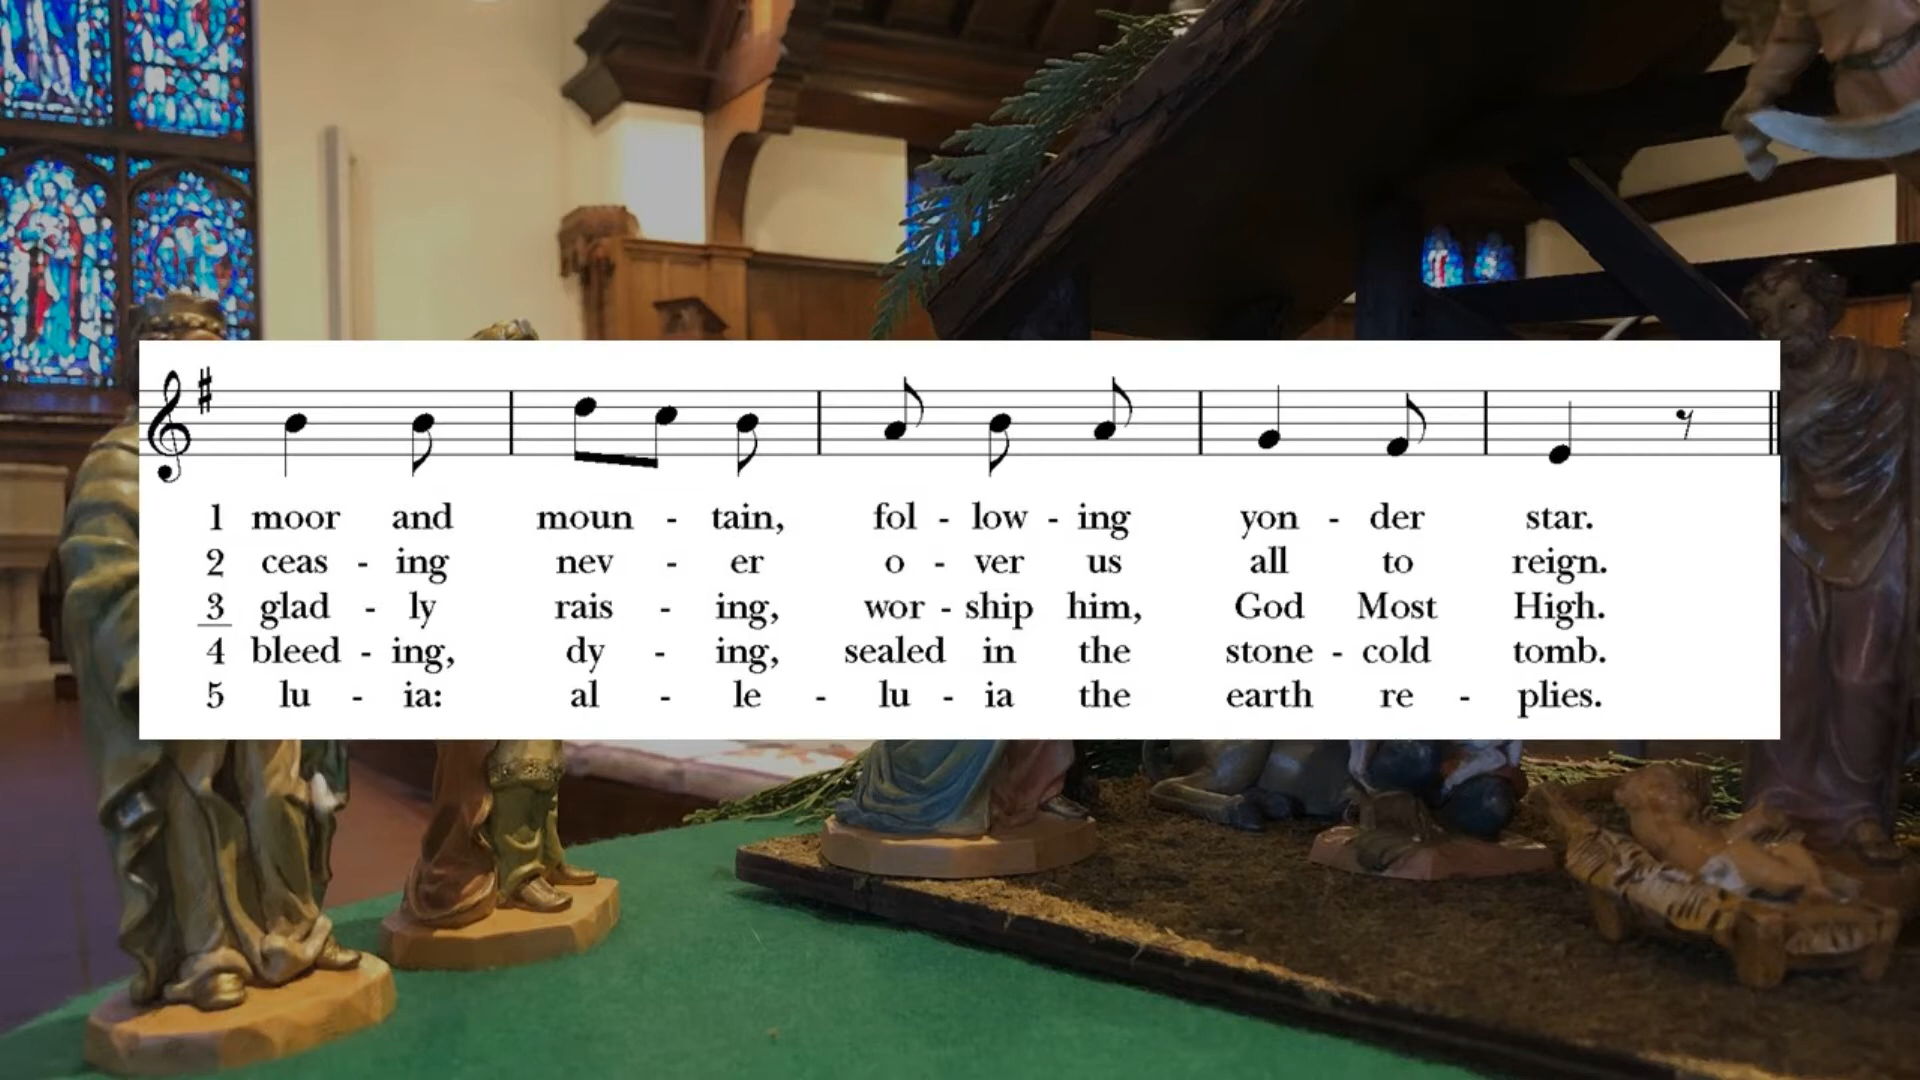 1 moor and moun - tain, fol - low - ing yon - der star.
2 ceas - ing nev - er o - ver us all to reign.
3 glad - ly rais - ing, wor - ship him, God Most High.
4 bleed - ing, dy - ing, sealed in the stone - cold tomb.
5 lu - ia: al - le - lu - ia the earth re - plies.